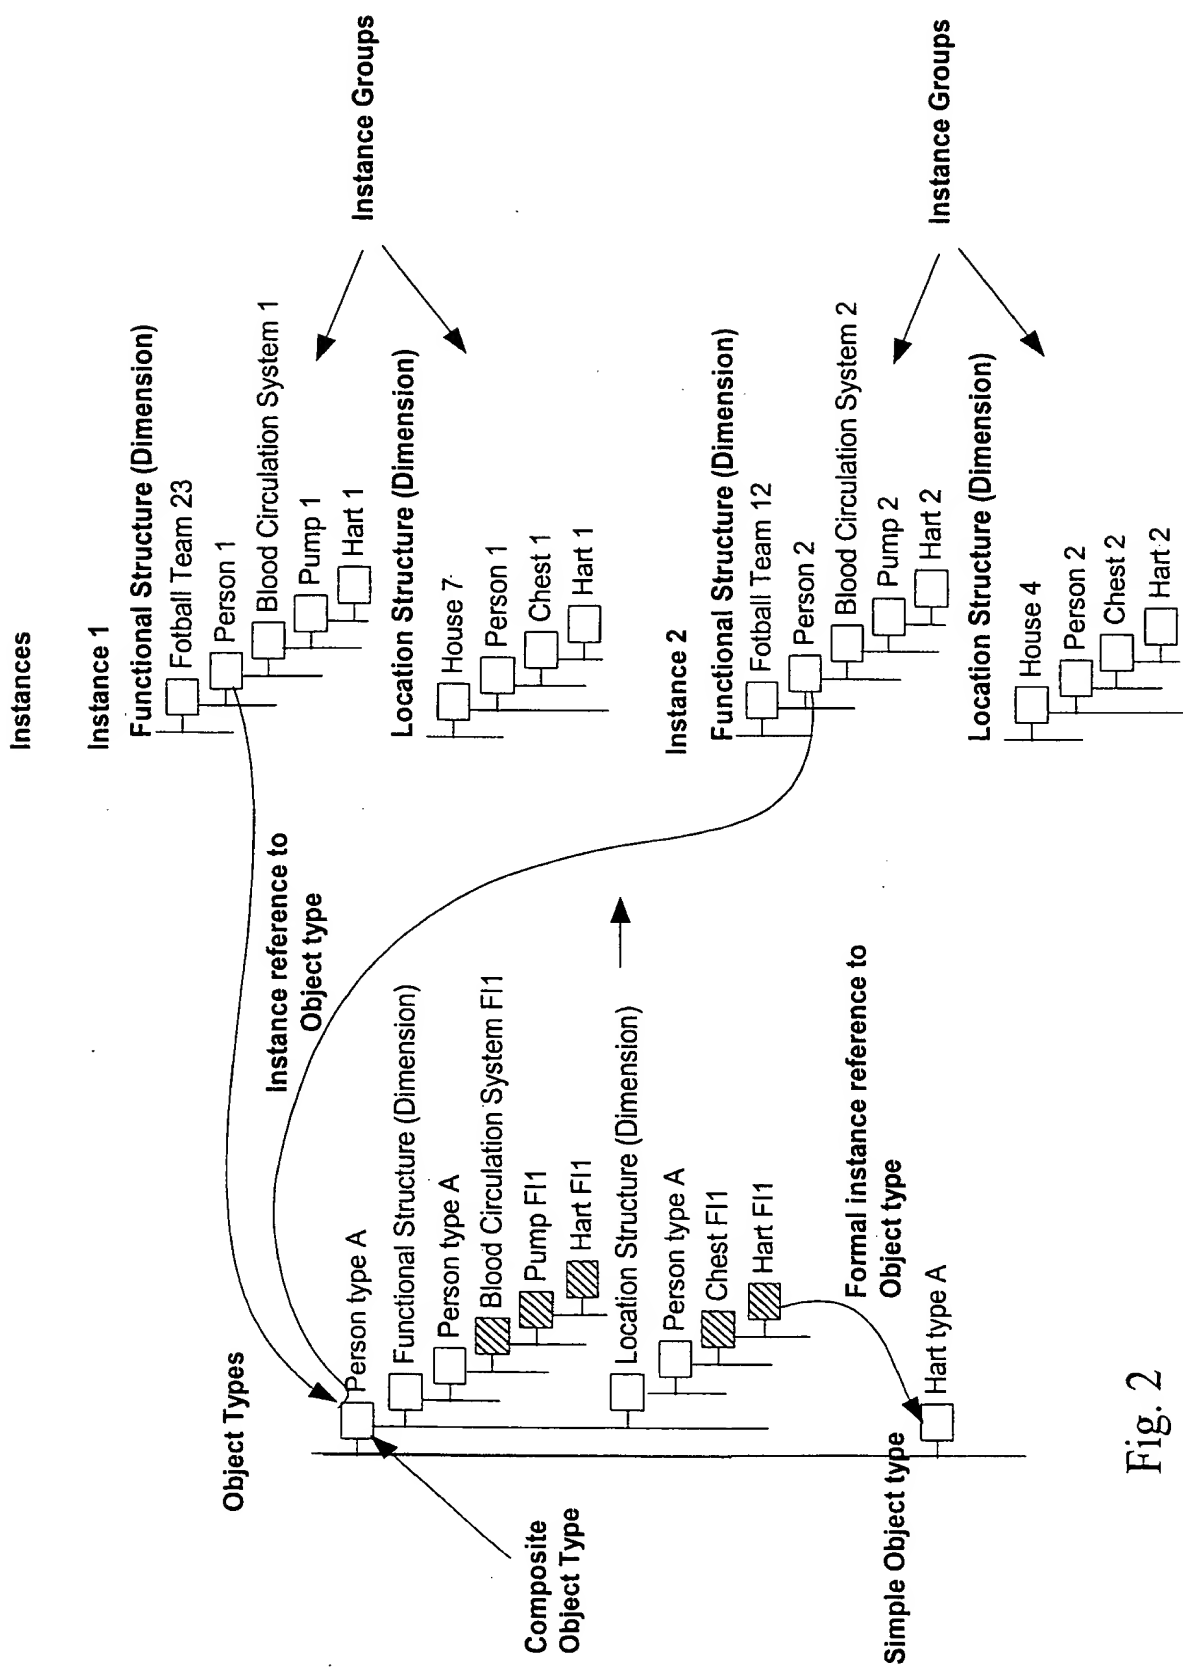 Object Types
Person type A
Functional Structure (Dimension)
Person type A
Blood Circulation System FI1
Pump FI1
Hart FI1
Location Structure (Dimension)
Person type A
Chest FI1
Hart FI1
Hart type A
Composite
Object Type
Simple Object type
Formal instance reference to
Object type
Instance reference to
Object type
Instances
Instance 1
Functional Structure (Dimension)
Fotball Team 23
Person 1
Blood Circulation System 1
Pump 1
Hart 1
Location Structure (Dimension)
House 7
Person 1
Chest 1
Hart 1
Instance Groups
Instance 2
Functional Structure (Dimension)
Fotball Team 12
Person 2
Blood Circulation System 2
Pump 2
Hart 2
Location Structure (Dimension)
House 4
Person 2
Chest 2
Hart 2
Instance Groups
Fig. 2